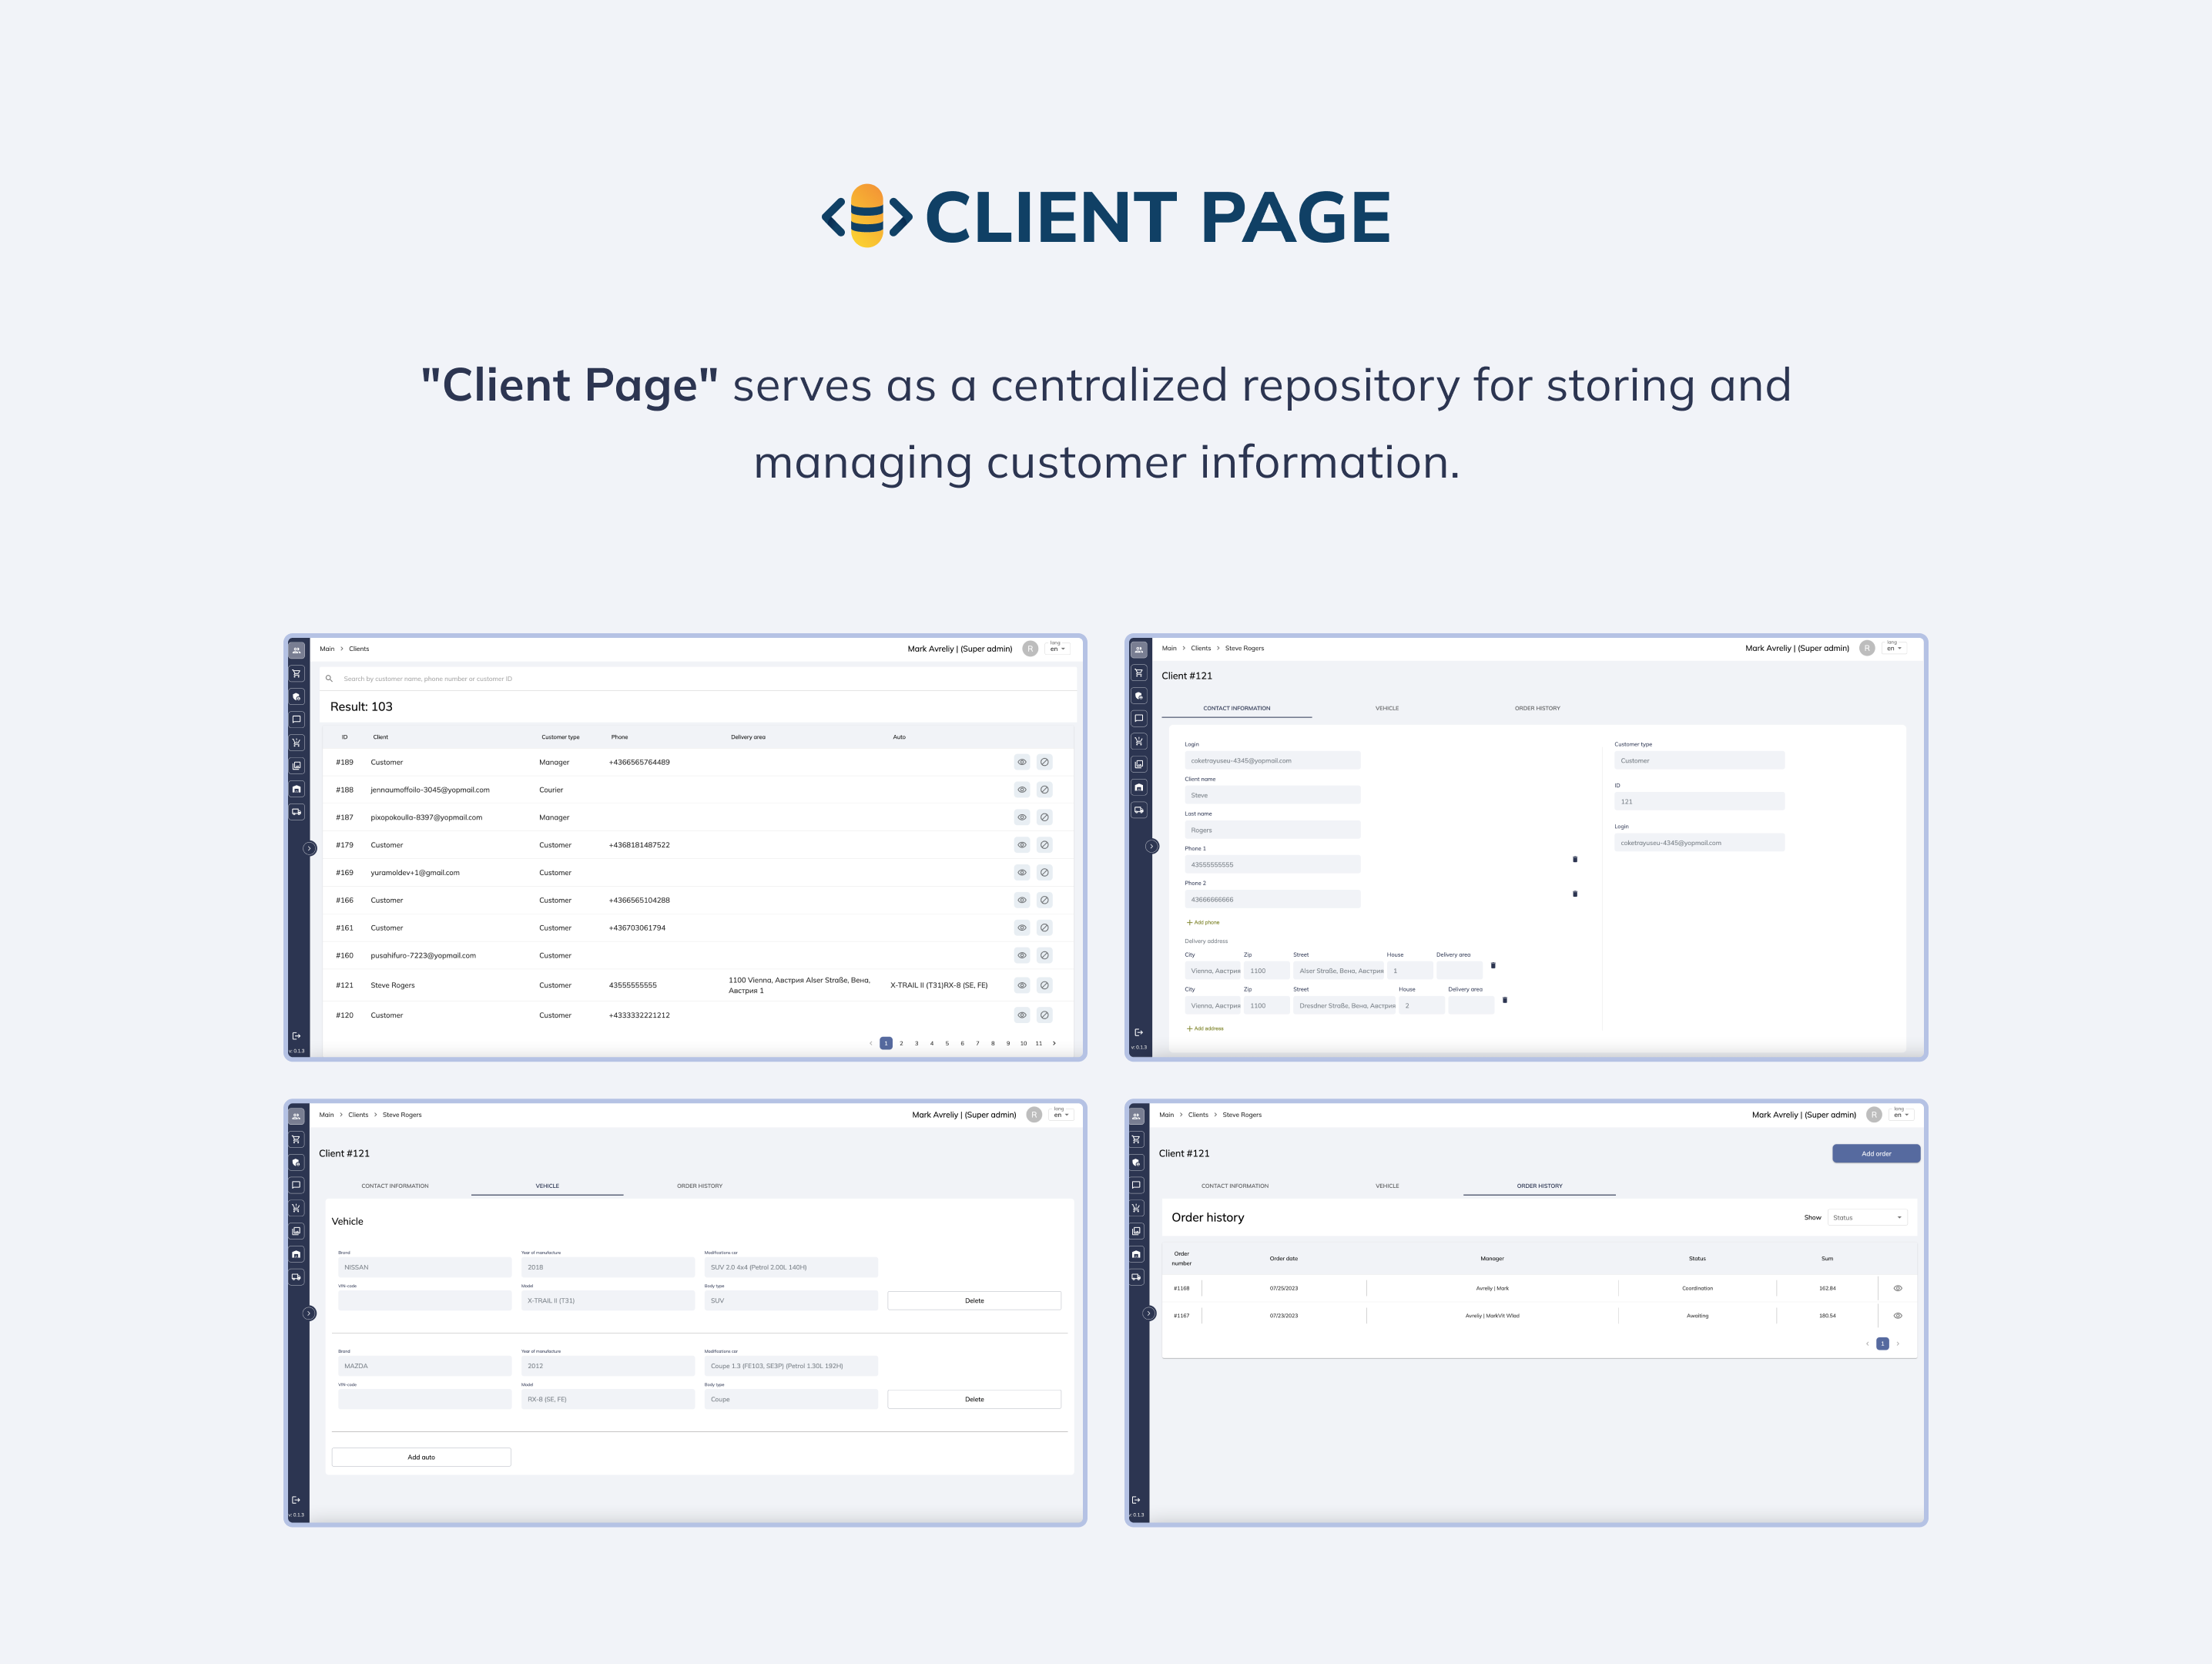 CLIENT PAGE
"Client Page" serves as a centralized repository for storing and
managing customer information.
Main > Clients
Mark Avreliy | (Super admin)
R
lang
en
Search by customer name, phone number or customer ID
Result: 103
ID Client Customer type Phone Delivery area Auto
#189 Customer Manager +4366565764489
#188 jennaumoffoilo-3045@yopmail.com Courier
#187 pixopokoulla-8397@yopmail.com Manager
#179 Customer Customer +4368181487522
#169 yuramoldev+1@gmail.com Customer
#166 Customer Customer +4366565104288
#161 Customer Customer +436703061794
#160 pusahifuro-7223@yopmail.com Customer
#121 Steve Rogers Customer 43555555555 1100 Vienna, Австрия Alser Straße, Вена, Австрия 1 X-TRAIL II (T31)RX-8 (SE, FE)
#120 Customer Customer +4333332221212
< 1 2 3 4 5 6 7 8 9 10 11 >
v: 0.1.3
Main > Clients > Steve Rogers
Mark Avreliy | (Super admin)
R
lang
en
Client #121
CONTACT INFORMATION VEHICLE ORDER HISTORY
Login
coketrayuseu-4345@yopmail.com
Client name
Steve
Last name
Rogers
Phone 1
43555555555
Phone 2
43666666666
+ Add phone
Delivery address
City Zip Street House Delivery area
Vienna, Австрия 1100 Alser Straße, Вена, Австрия 1
City Zip Street House Delivery area
Vienna, Австрия 1100 Dresdner Straße, Вена, Австрия 2
+ Add address
Customer type
Customer
ID
121
Login
coketrayuseu-4345@yopmail.com
v: 0.1.3
Main > Clients > Steve Rogers
Mark Avreliy | (Super admin)
R
lang
en
Client #121
CONTACT INFORMATION VEHICLE ORDER HISTORY
Vehicle
Brand Year of manufacture Modifications car
NISSAN 2018 SUV 2.0 4x4 (Petrol 2.00L 140H)
VIN-code Model Body type
X-TRAIL II (T31) SUV Delete
Brand Year of manufacture Modifications car
MAZDA 2012 Coupe 1.3 (FE103, SE3P) (Petrol 1.30L 192H)
VIN-code Model Body type
RX-8 (SE, FE) Coupe Delete
Add auto
v: 0.1.3
Main > Clients > Steve Rogers
Mark Avreliy | (Super admin)
R
lang
en
Client #121
Add order
CONTACT INFORMATION VEHICLE ORDER HISTORY
Order history
Show Status
Order number Order date Manager Status Sum
#1168 07/25/2023 Avreliy | Mark Coordination 162.84
#1167 07/23/2023 Avreliy | MarkVit Wlad Awaiting 180.54
< 1 >
v: 0.1.3